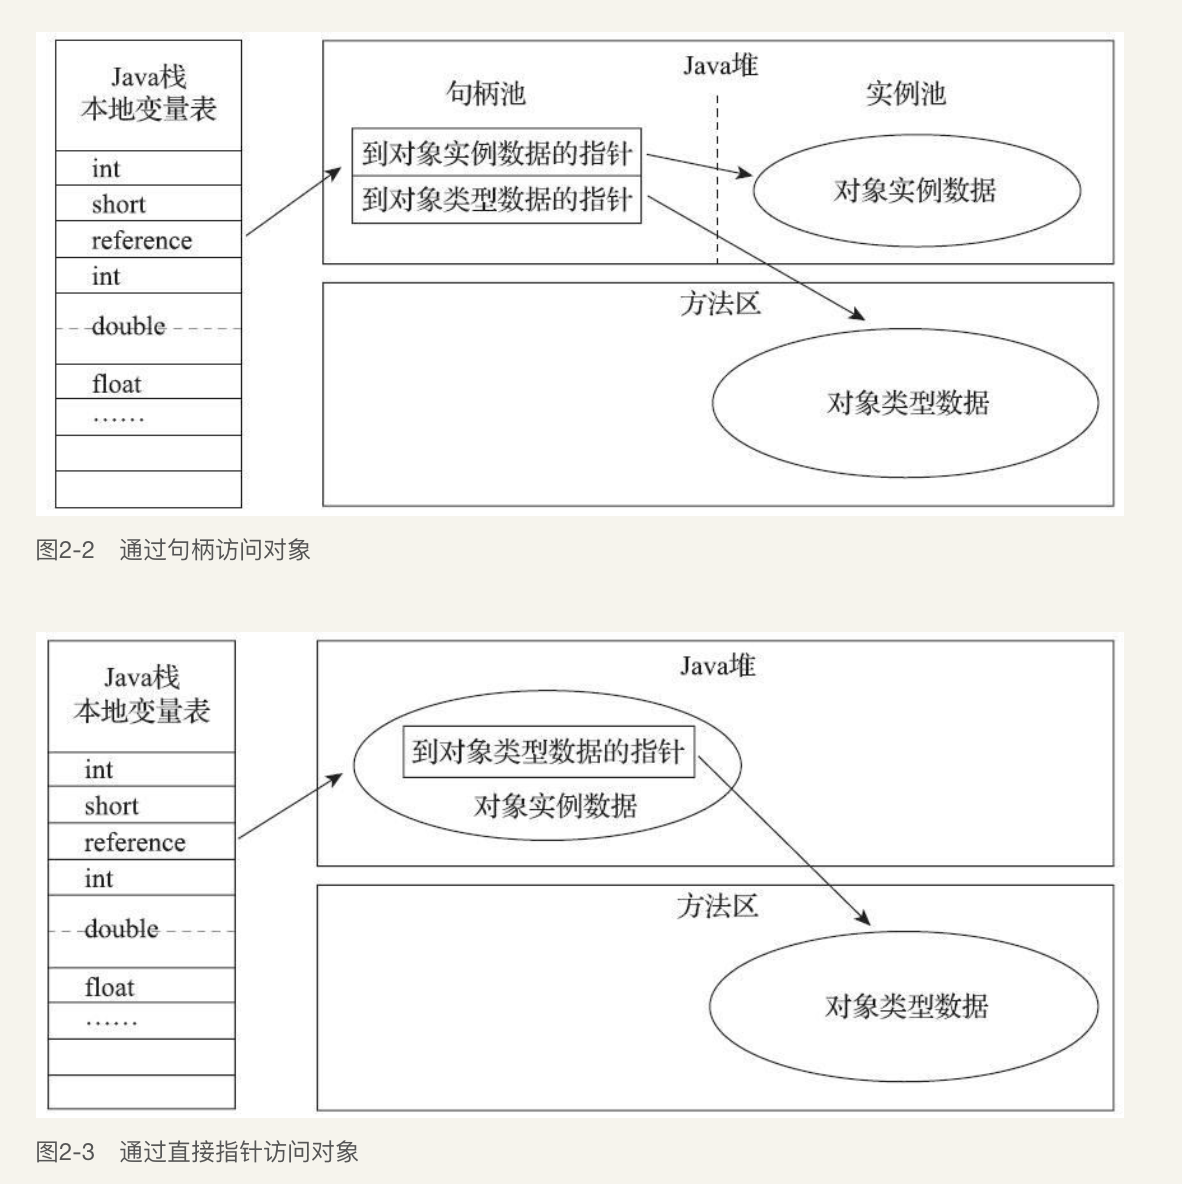 Java栈
本地变量表
int
short
reference
int
double
float
……
Java堆
句柄池
实例池
到对象实例数据的指针
到对象类型数据的指针
对象实例数据
方法区
对象类型数据
图2-2 通过句柄访问对象
Java栈
本地变量表
int
short
reference
int
double
float
……
Java堆
到对象类型数据的指针
对象实例数据
方法区
对象类型数据
图2-3 通过直接指针访问对象